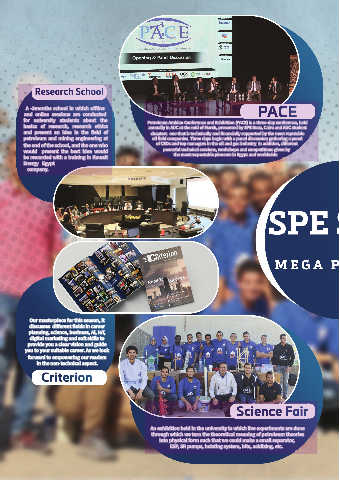 PACE
Opening & Panel Discussion
Research School
A -3months school in which offline
and online sessions are conducted
for university students about the
basics of research, research ethics
and present an idea in the field of
petroleum and mining engineering at
the end of the school, and the one who
would present the best idea would
be rewarded with a training in Kuwait
Energy Egypt
company.
PACE
Petroleum Arabian Conference and Exhibition (PACE) is a three-day conference, held
annually in AUC at the end of March, presented by SPE Suez, Cairo and AUC student
chapters and that is technically and financially supported by the most reputable
oil field companies. Three days begin with a panel discussion gathering a panel
of CEOs and top managers in the oil and gas industry. In addition, different
powerful technical sessions, workshops and competitions given by
the most reputable pioneers in Egypt and worldwide
SPE S
MEGA P
Criterion
Our masterpiece for this season, it
discusses different fields in career
planning, science, business, AI, IoT,
digital marketing and soft skills to
provide you a clear vision and guide
you to your suitable career. As we look
forward to empowering our readers
in the non-technical aspect.
Criterion
Science Fair
An exhibition held in the university in which the experiments are done
through which we turn the theoretical meaning of petroleum theories
into physical form such that we could make a small separator,
ESP, SR pumps, hoisting system, bits, acidizing, etc.